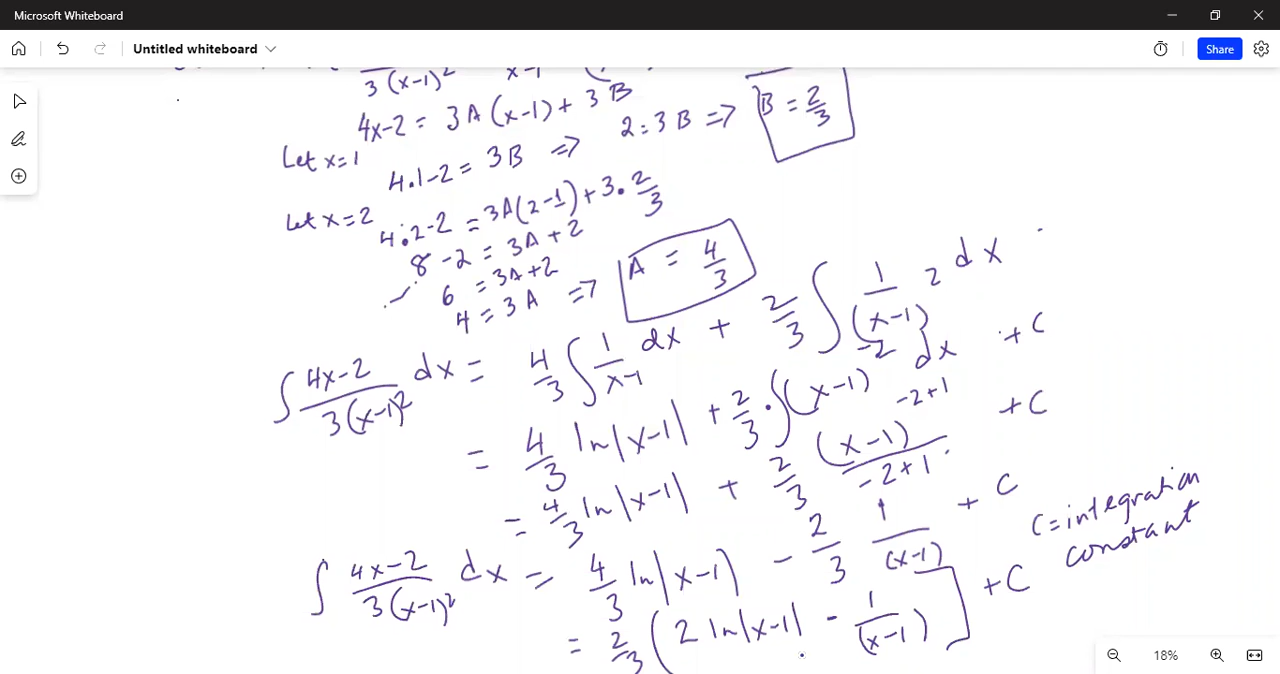 Microsoft Whiteboard
Untitled whiteboard
Share
3(x-1)² x-1
4x-2 = 3A(x-1) + 3B
Let x=1
4.1-2 = 3B => 2=3B => B = 2/3
Let x=2
4.2-2 = 3A(2-1) + 3.2/3
8-2 = 3A+2
6 = 3A+2
4 = 3A => A = 4/3
∫ 4x-2/3(x-1)² dx = 4/3 ∫ 1/x-1 dx + 2/3 ∫ 1/(x-1)² dx
= 4/3 ln|x-1| + 2/3 . ∫(x-1)⁻² dx + C
= 4/3 ln|x-1| + 2/3 (x-1)⁻²⁺¹/-2+1 + C
∫ 4x-2/3(x-1)² dx = 4/3 ln|x-1| - 2/3 1/(x-1) + C
C = integration
constant
= 2/3 (2 ln|x-1| - 1/(x-1)] + C
18%